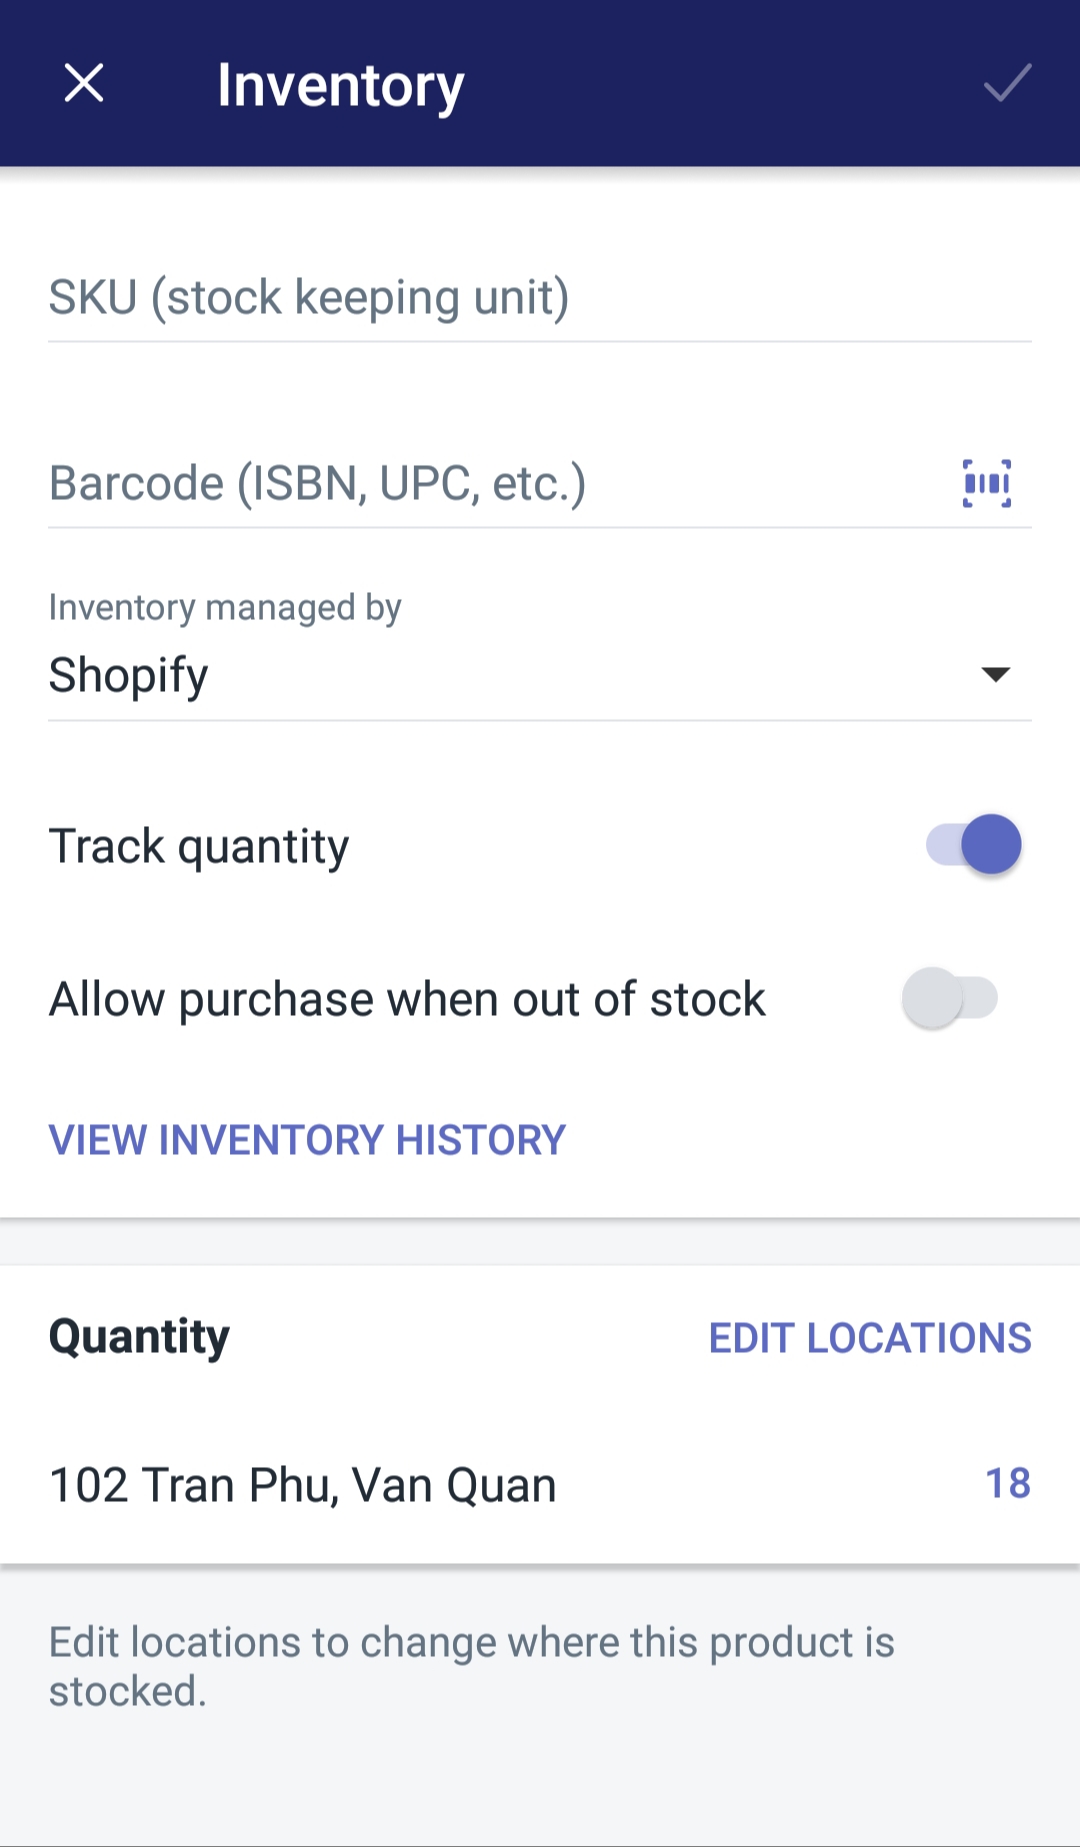 Inventory
SKU (stock keeping unit)
Barcode (ISBN, UPC, etc.)
Inventory managed by
Shopify
Track quantity
Allow purchase when out of stock
VIEW INVENTORY HISTORY
Quantity
EDIT LOCATIONS
102 Tran Phu, Van Quan
18
Edit locations to change where this product is
stocked.